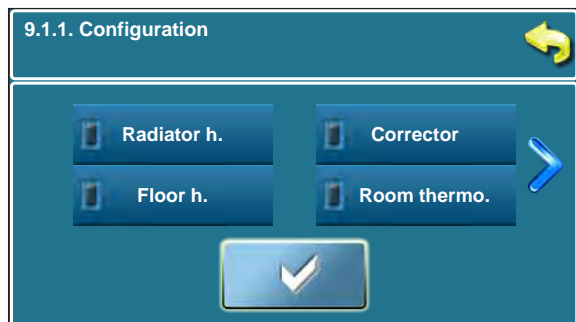 9.1.1. Configuration
Radiator h.
Corrector
Floor h.
Room thermo.